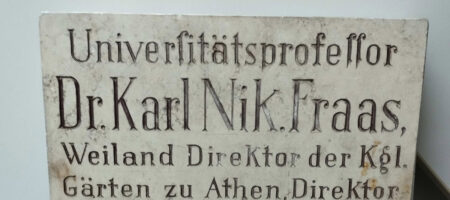 Univerſitätsprofeſſor
Dr. Karl Nik. Fraas,
Weiland Direktor der Kgl.
Gärten zu Athen, Direktor